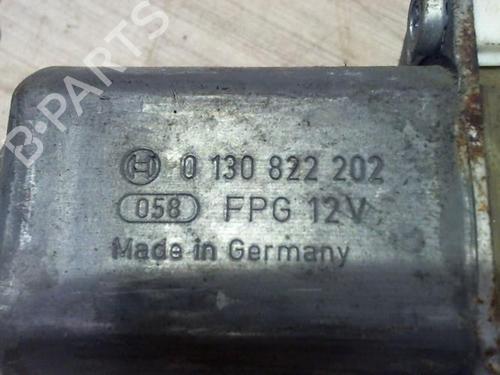 0 130 822 202
058 FPG 12V
Made in Germany
B-PARTS